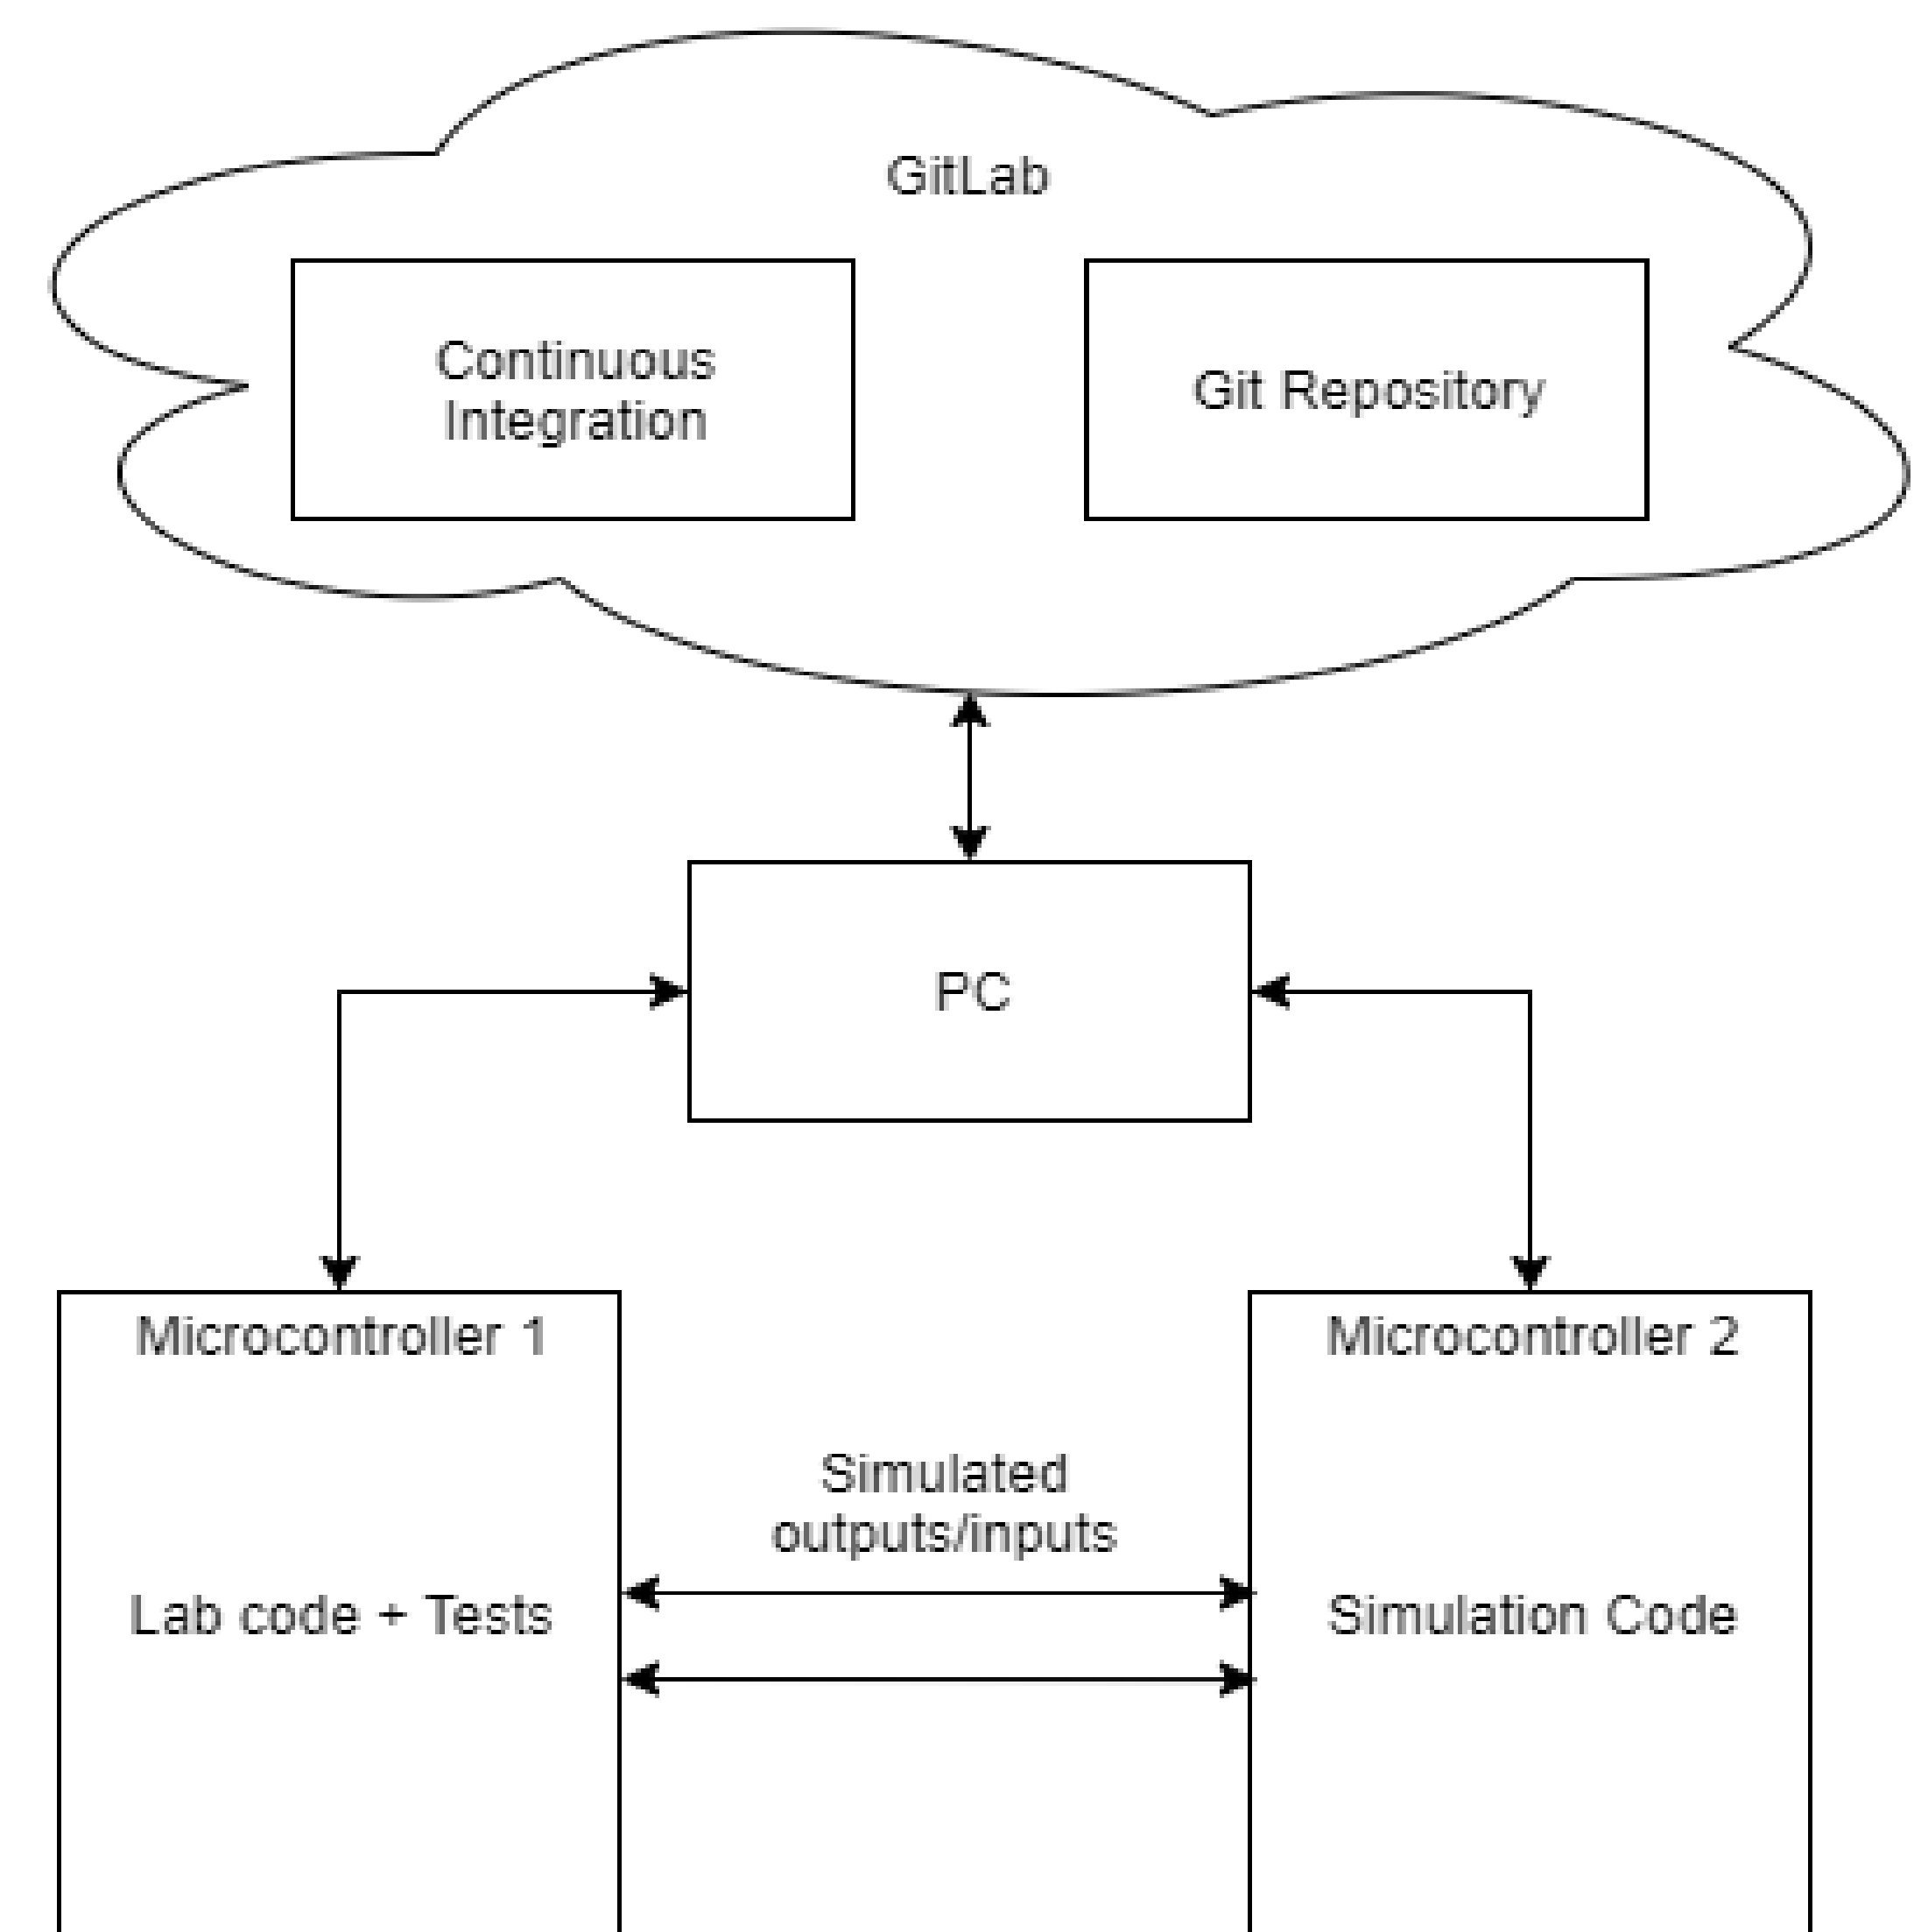 GitLab
Continuous
Integration
Git Repository
PC
Microcontroller 1
Microcontroller 2
Simulated
outputs/inputs
Lab code + Tests
Simulation Code